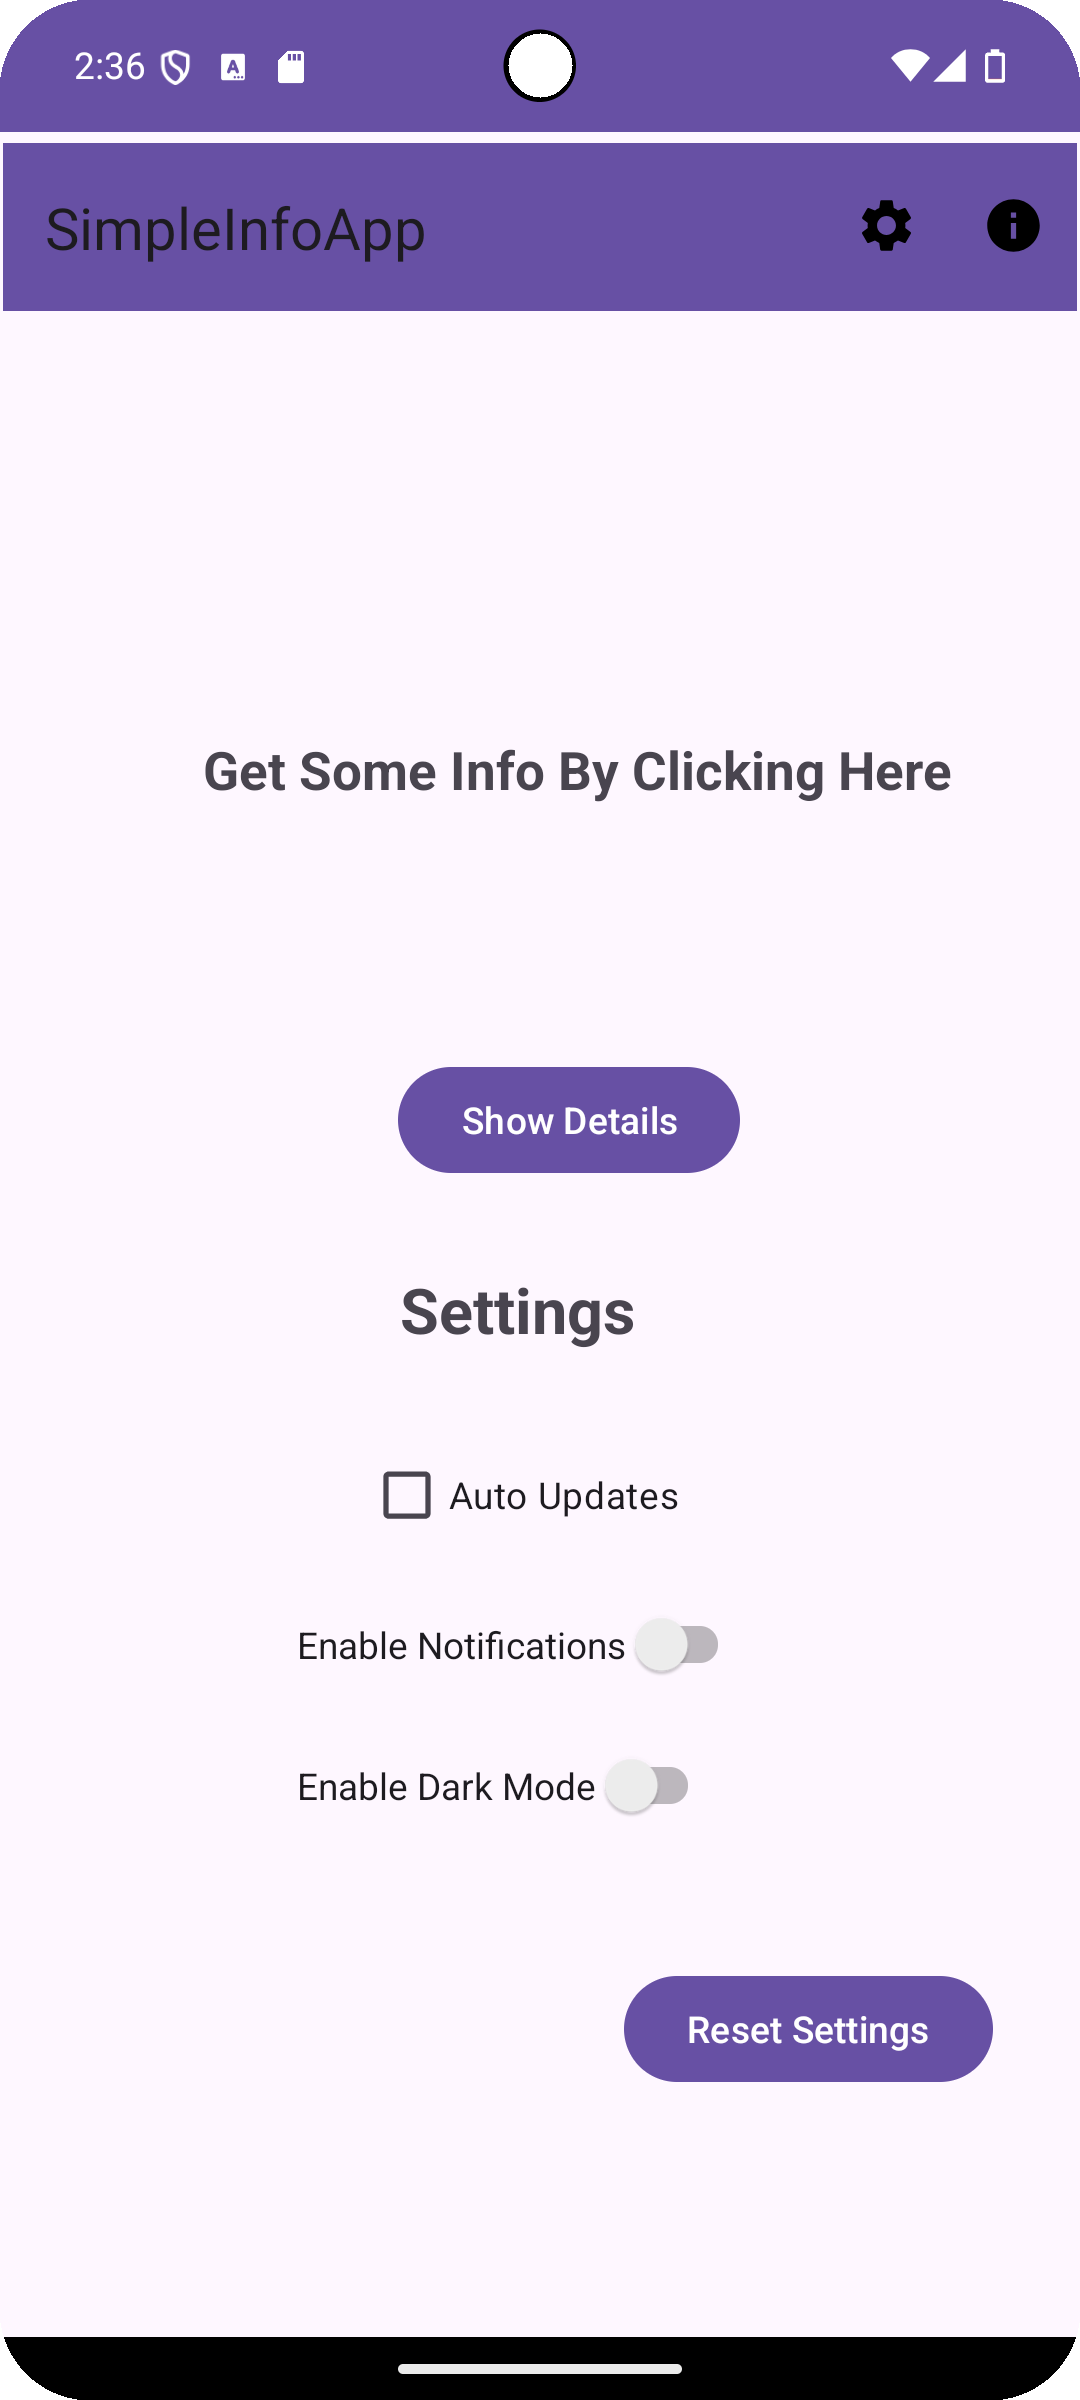 2:36
SimpleInfoApp
Get Some Info By Clicking Here
Show Details
Settings
Auto Updates
Enable Notifications
Enable Dark Mode
Reset Settings